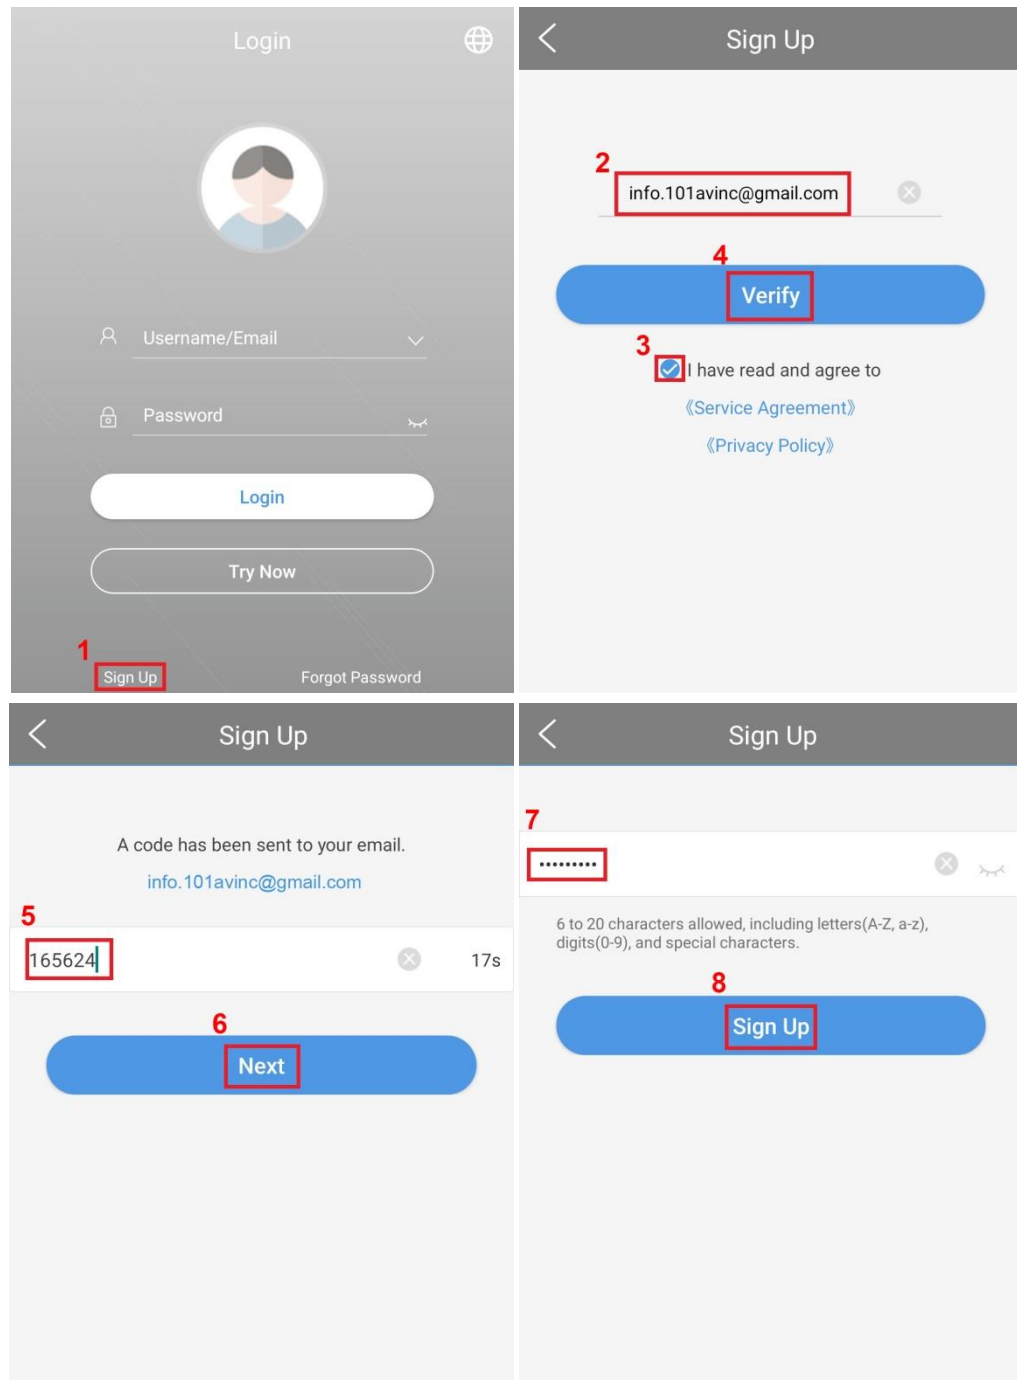 Login
Username/Email
Password
Login
Try Now
1
Sign Up
Forgot Password
Sign Up
2
info.101avinc@gmail.com
4
Verify
3
I have read and agree to
《Service Agreement》
《Privacy Policy》
Sign Up
A code has been sent to your email.
info.101avinc@gmail.com
5
165624
17s
6
Next
Sign Up
7
•••••••••
6 to 20 characters allowed, including letters(A-Z, a-z),
digits(0-9), and special characters.
8
Sign Up